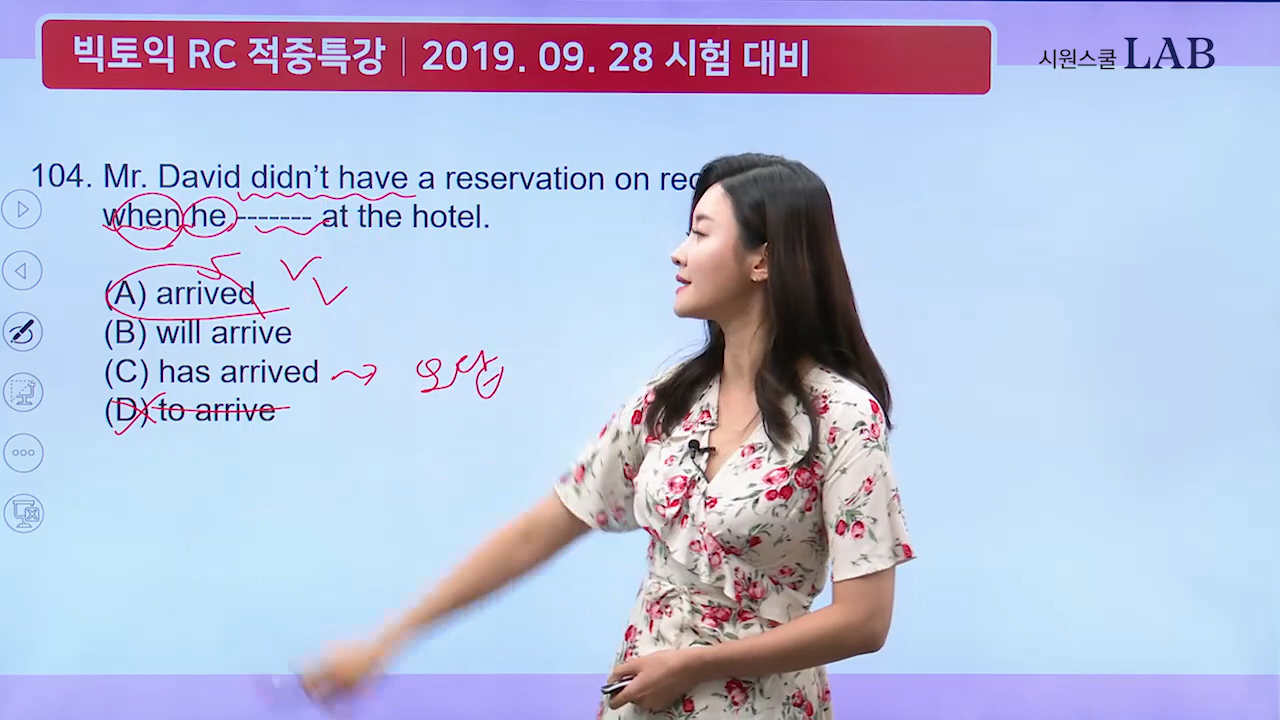 빅토익 RC 적중특강 | 2019. 09. 28 시험 대비
시원스쿨 LAB
104. Mr. David didn't have a reservation on
when he ------- at the hotel.
(A) arrived
(B) will arrive
(C) has arrived → 오답
(D) to arrive